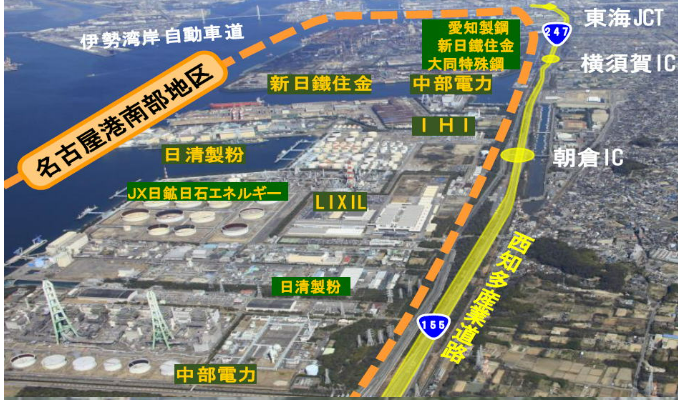 伊勢湾岸自動車道
愛知製鋼
新日鐵住金
大同特殊鋼
247
東海JCT
横須賀IC
名古屋港南部地区
新日鐵住金
中部電力
IHI
日清製粉
朝倉IC
JX日鉱日石エネルギー
LIXIL
西知多産業道路
日清製粉
155
中部電力